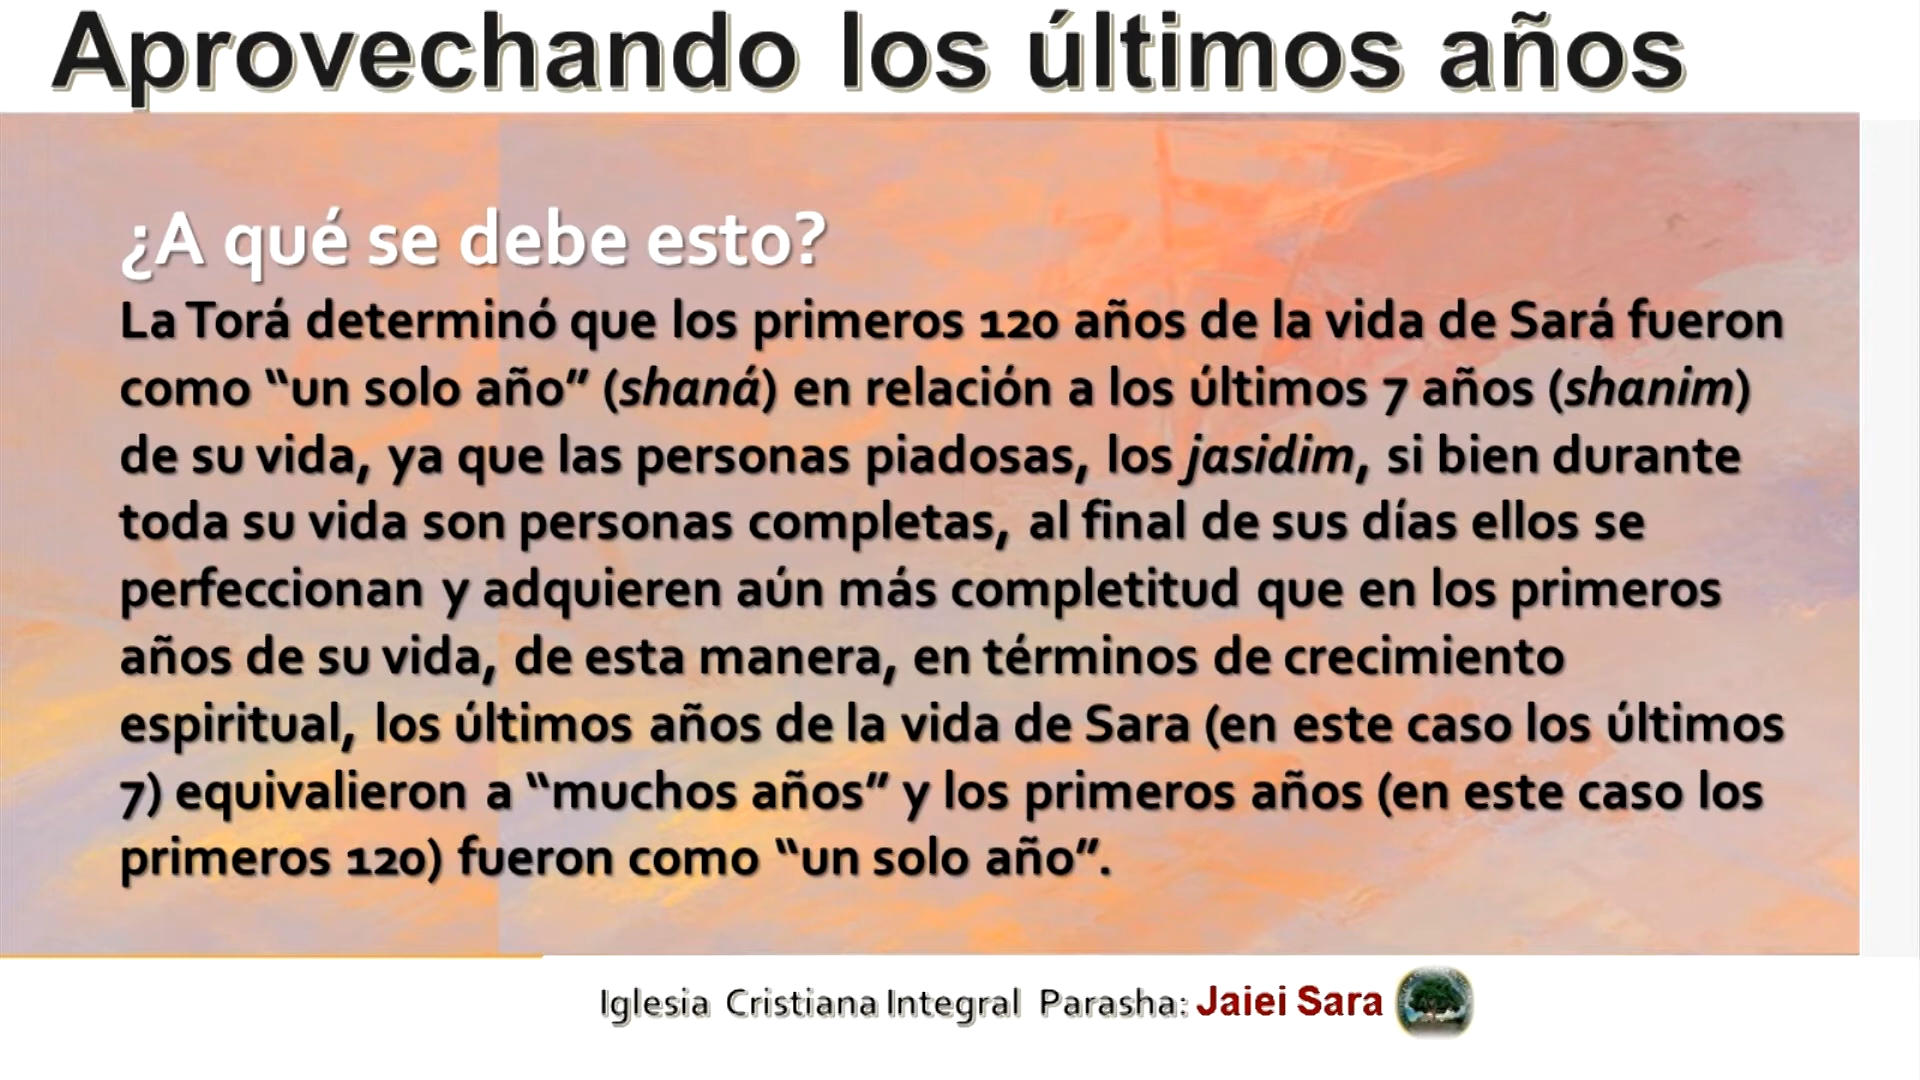 Aprovechando los últimos años
¿A qué se debe esto?
La Torá determinó que los primeros 120 años de la vida de Sará fueron
como “un solo año” (shaná) en relación a los últimos 7 años (shanim)
de su vida, ya que las personas piadosas, los jasidim, si bien durante
toda su vida son personas completas, al final de sus días ellos se
perfeccionan y adquieren aún más completitud que en los primeros
años de su vida, de esta manera, en términos de crecimiento
espiritual, los últimos años de la vida de Sara (en este caso los últimos
7) equivalieron a “muchos años” y los primeros años (en este caso los
primeros 120) fueron como “un solo año”.
Iglesia Cristiana Integral Parasha: Jaiei Sara